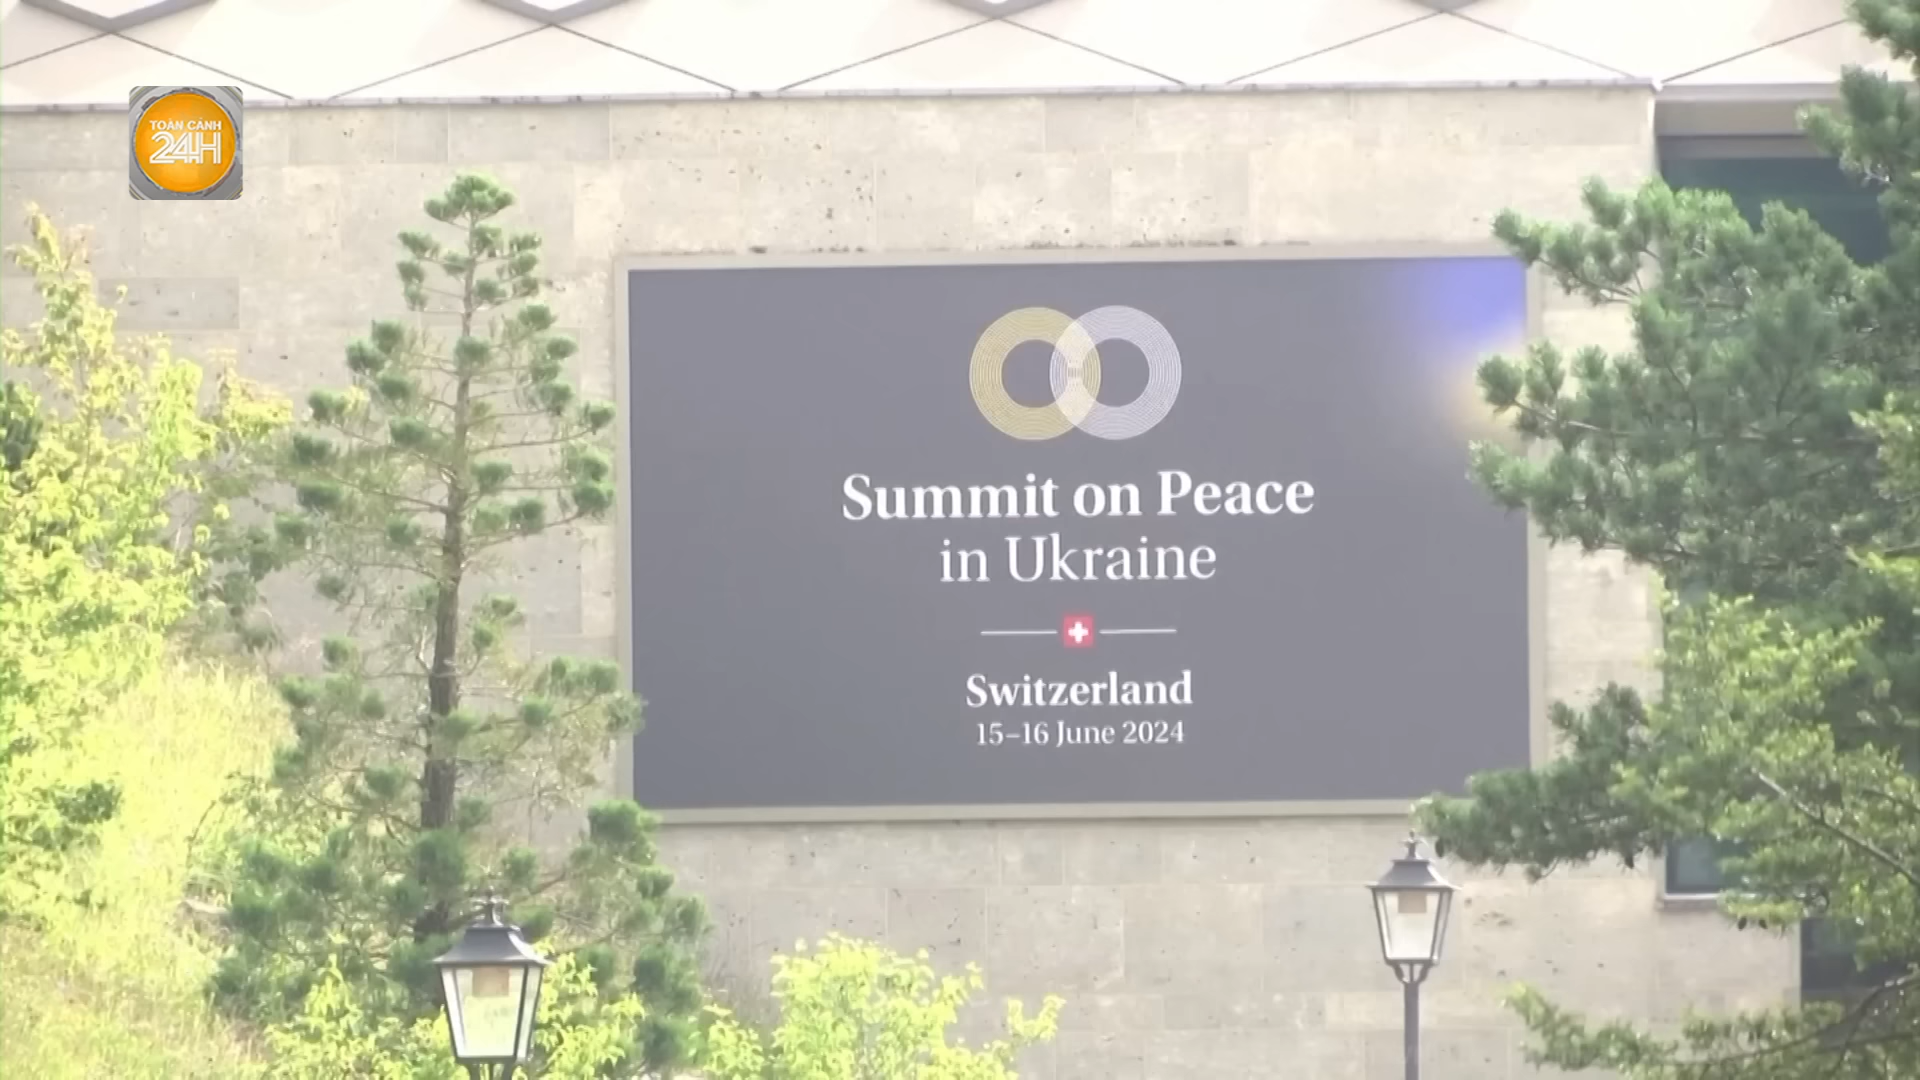 TOÀN CẢNH
24H
Summit on Peace
in Ukraine
Switzerland
15–16 June 2024